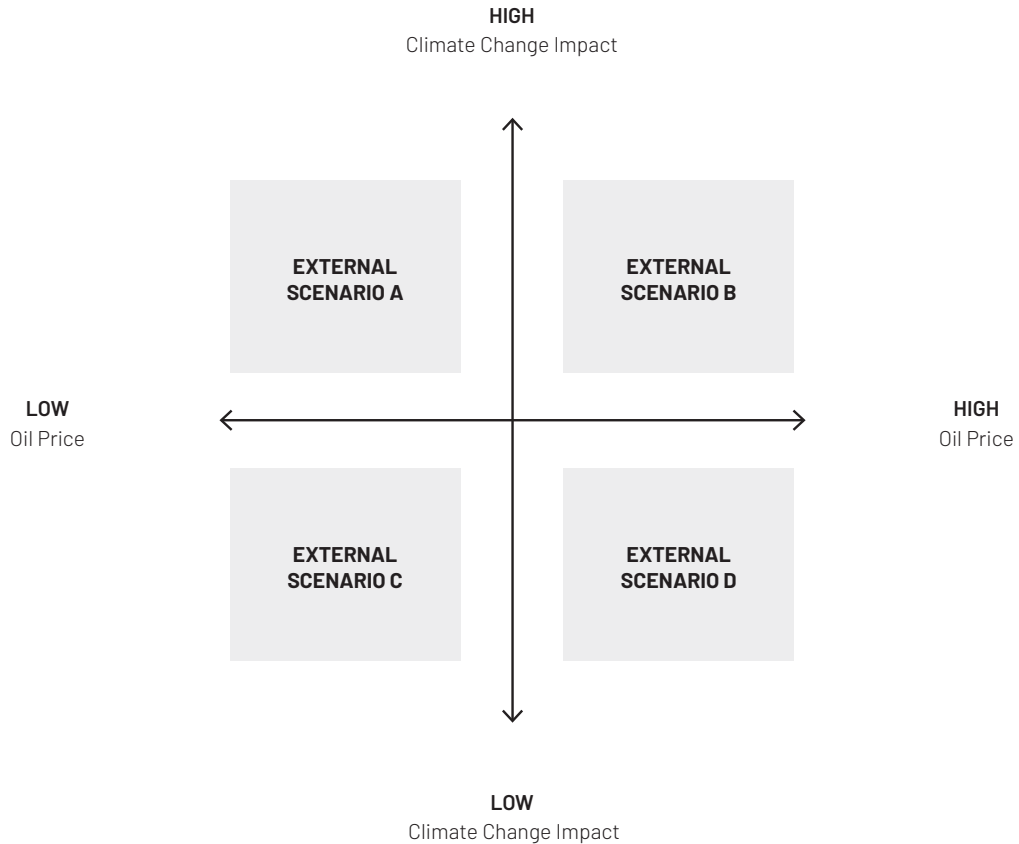 HIGH
Climate Change Impact
EXTERNAL
SCENARIO A
EXTERNAL
SCENARIO B
LOW
Oil Price
HIGH
Oil Price
EXTERNAL
SCENARIO C
EXTERNAL
SCENARIO D
LOW
Climate Change Impact